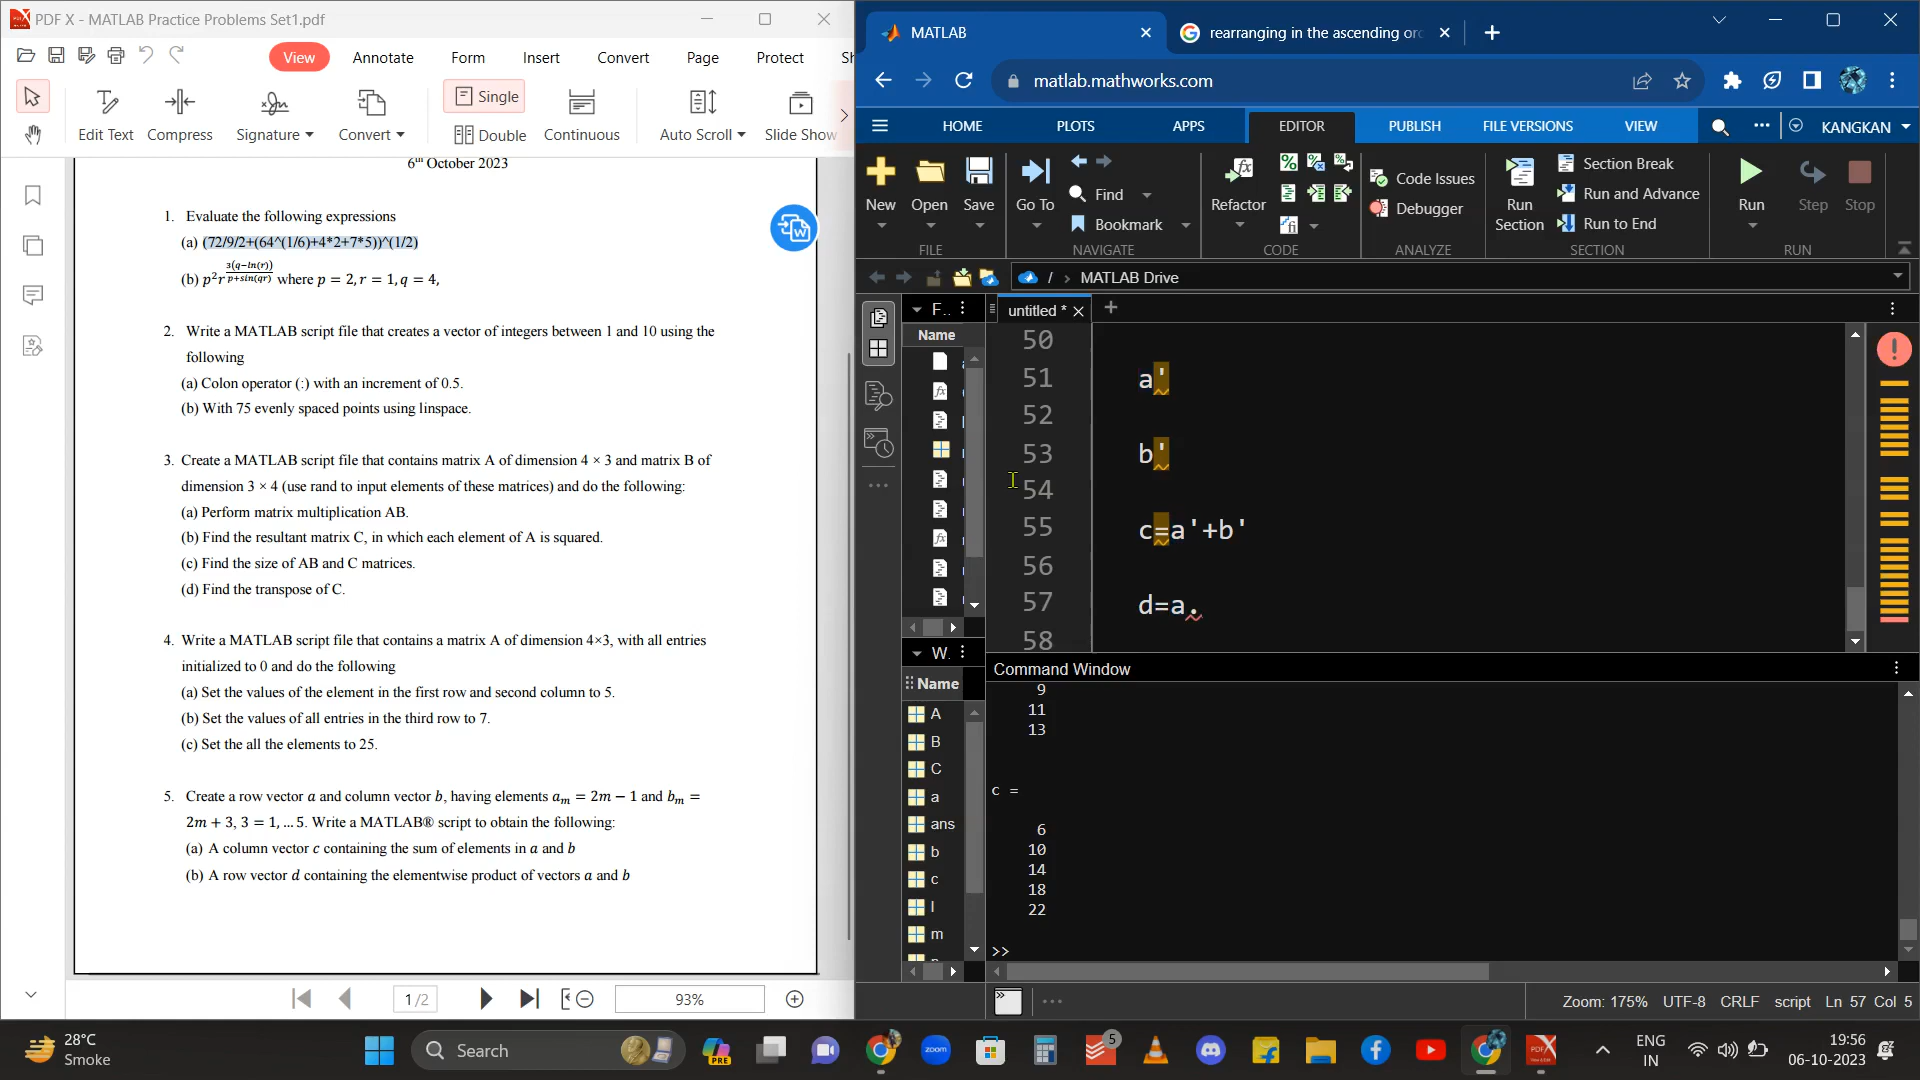 PDF X - MATLAB Practice Problems Set1.pdf
View Annotate Form Insert Convert Page Protect
Edit Text Compress Signature Convert Single Double Continuous Auto Scroll Slide Show
6th October 2023
1. Evaluate the following expressions
(a) (72/9/2+(64^(1/6)+4*2+7*5))^(1/2)
(b) p²r^(3(q−ln(r))/(p+sin(qr))) where p = 2, r = 1, q = 4,
2. Write a MATLAB script file that creates a vector of integers between 1 and 10 using the
following
(a) Colon operator (:) with an increment of 0.5.
(b) With 75 evenly spaced points using linspace.
3. Create a MATLAB script file that contains matrix A of dimension 4 × 3 and matrix B of
dimension 3 × 4 (use rand to input elements of these matrices) and do the following:
(a) Perform matrix multiplication AB.
(b) Find the resultant matrix C, in which each element of A is squared.
(c) Find the size of AB and C matrices.
(d) Find the transpose of C.
4. Write a MATLAB script file that contains a matrix A of dimension 4×3, with all entries
initialized to 0 and do the following
(a) Set the values of the element in the first row and second column to 5.
(b) Set the values of all entries in the third row to 7.
(c) Set the all the elements to 25.
5. Create a row vector a and column vector b, having elements aₘ = 2m − 1 and bₘ =
2m + 3, 3 = 1, … 5. Write a MATLAB® script to obtain the following:
(a) A column vector c containing the sum of elements in a and b
(b) A row vector d containing the elementwise product of vectors a and b
1/2 93%
MATLAB
rearranging in the ascending orc
matlab.mathworks.com
HOME PLOTS APPS EDITOR PUBLISH FILE VERSIONS VIEW KANGKAN
New Open Save Go To Find Bookmark Refactor Code Issues Debugger Run Section Section Break Run and Advance Run to End Run Step Stop
FILE NAVIGATE CODE ANALYZE SECTION RUN
/ › MATLAB Drive
F..
untitled *
Name
50
51 a'
52
53 b'
54
55 c=a'+b'
56
57 d=a.
58
W.
Name
A
B
C
a
ans
b
c
l
m
Command Window
9
11
13
c =
6
10
14
18
22
>>
Zoom: 175% UTF-8 CRLF script Ln 57 Col 5
28°C
Smoke
Search
PRE
zoom
5
ENG
IN
19:56
06-10-2023